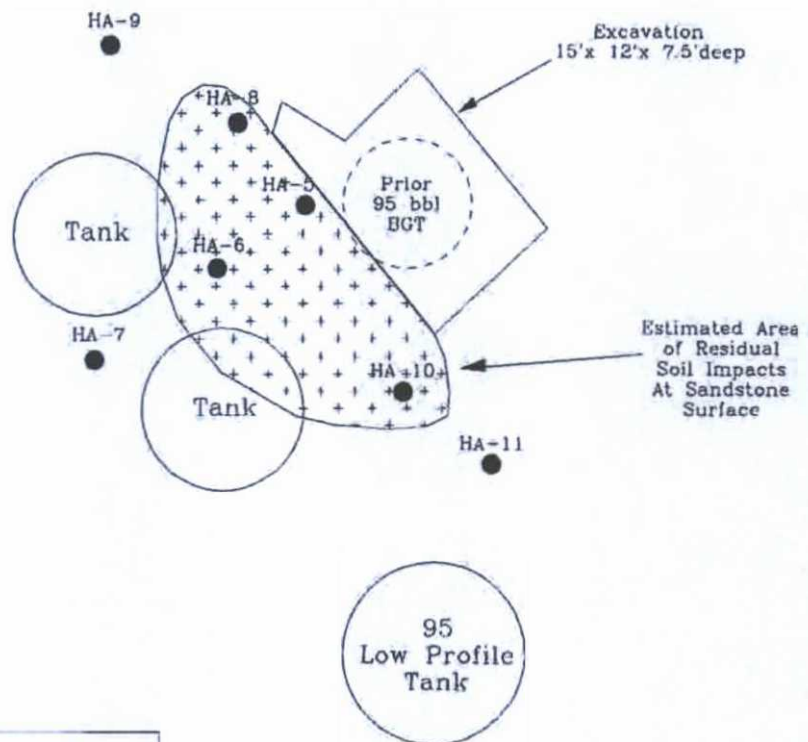 HA-9
Excavation
15'x 12'x 7.5'deep
HA-8
Prior
95 bbl
BGT
HA-5
Tank
HA-6
HA-7
Estimated Area
of Residual
Soil Impacts
At Sandstone
Surface
HA-10
Tank
HA-11
95
Low Profile
Tank